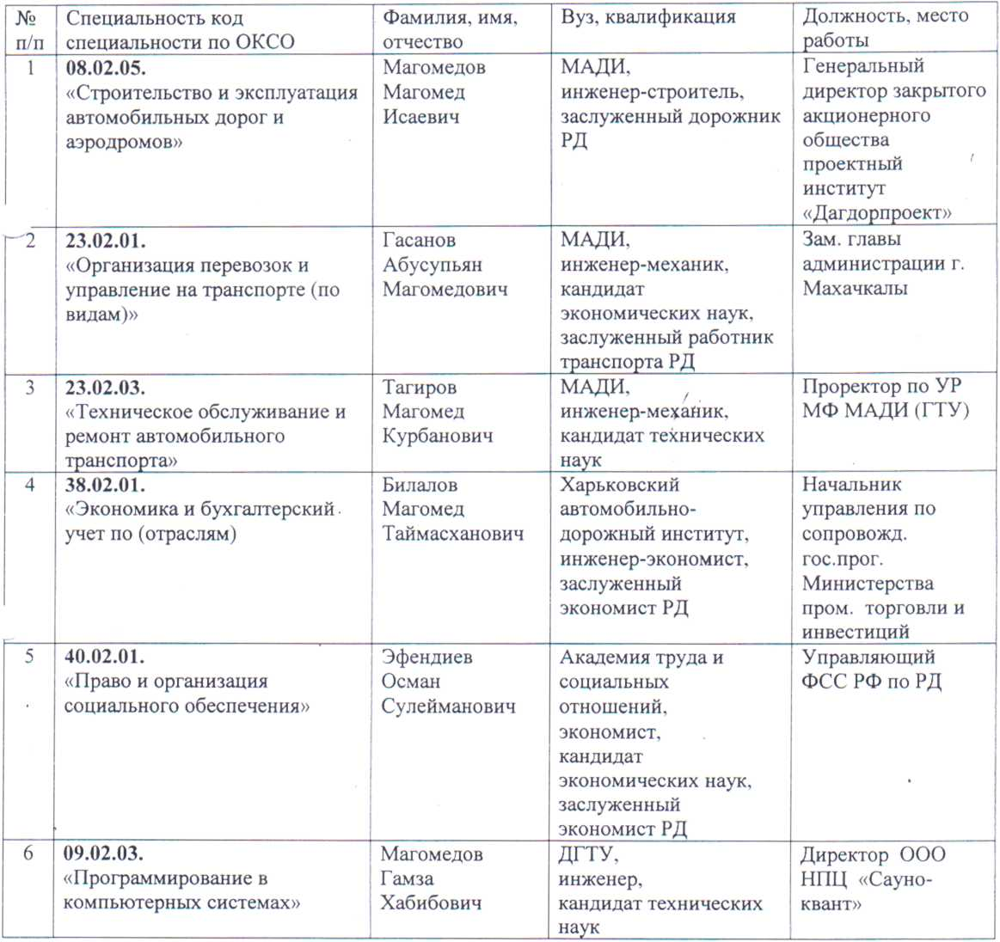 № п/п
Специальность код специальности по ОКСО
Фамилия, имя, отчество
Вуз, квалификация
Должность, место работы
1
08.02.05.
«Строительство и эксплуатация
автомобильных дорог и
аэродромов»
Магомедов
Магомед
Исаевич
МАДИ,
инженер-строитель,
заслуженный дорожник
РД
Генеральный
директор закрытого
акционерного
общества
проектный
институт
«Дагдорпроект»
2
23.02.01.
«Организация перевозок и
управление на транспорте (по
видам)»
Гасанов
Абусупьян
Магомедович
МАДИ,
инженер-механик,
кандидат
экономических наук,
заслуженный работник
транспорта РД
Зам. главы
администрации г.
Махачкалы
3
23.02.03.
«Техническое обслуживание и
ремонт автомобильного
транспорта»
Тагиров
Магомед
Курбанович
МАДИ,
инженер-механик,
кандидат технических
наук
Проректор по УР
МФ МАДИ (ГТУ)
4
38.02.01.
«Экономика и бухгалтерский
учет по (отраслям)
Билалов
Магомед
Таймасханович
Харьковский
автомобильно-
дорожный институт,
инженер-экономист,
заслуженный
экономист РД
Начальник
управления по
сопровожд.
гос.прог.
Министерства
пром. торговли и
инвестиций
5
40.02.01.
«Право и организация
социального обеспечения»
Эфендиев
Осман
Сулейманович
Академия труда и
социальных
отношений,
экономист,
кандидат
экономических наук,
заслуженный
экономист РД
Управляющий
ФСС РФ по РД
6
09.02.03.
«Программирование в
компьютерных системах»
Магомедов
Гамза
Хабибович
ДГТУ,
инженер,
кандидат технических
наук
Директор ООО
НПЦ «Сауно-
квант»